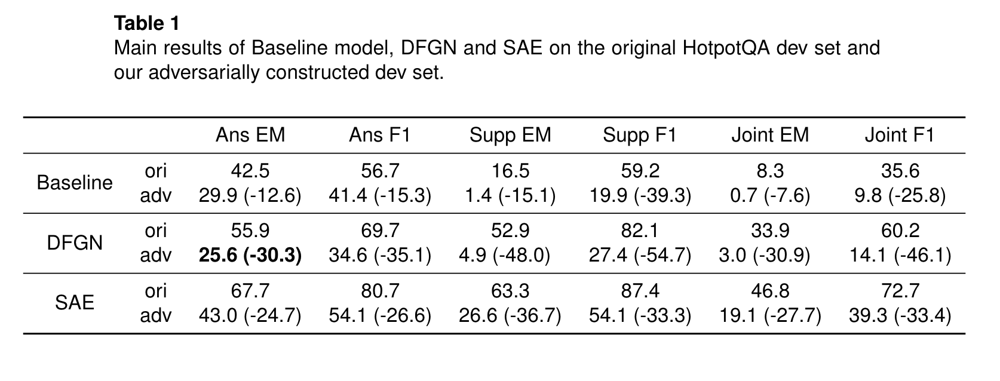 Table 1
Main results of Baseline model, DFGN and SAE on the original HotpotQA dev set and
our adversarially constructed dev set.
Ans EM Ans F1 Supp EM Supp F1 Joint EM Joint F1
Baseline ori 42.5 56.7 16.5 59.2 8.3 35.6
adv 29.9 (-12.6) 41.4 (-15.3) 1.4 (-15.1) 19.9 (-39.3) 0.7 (-7.6) 9.8 (-25.8)
DFGN ori 55.9 69.7 52.9 82.1 33.9 60.2
adv 25.6 (-30.3) 34.6 (-35.1) 4.9 (-48.0) 27.4 (-54.7) 3.0 (-30.9) 14.1 (-46.1)
SAE ori 67.7 80.7 63.3 87.4 46.8 72.7
adv 43.0 (-24.7) 54.1 (-26.6) 26.6 (-36.7) 54.1 (-33.3) 19.1 (-27.7) 39.3 (-33.4)